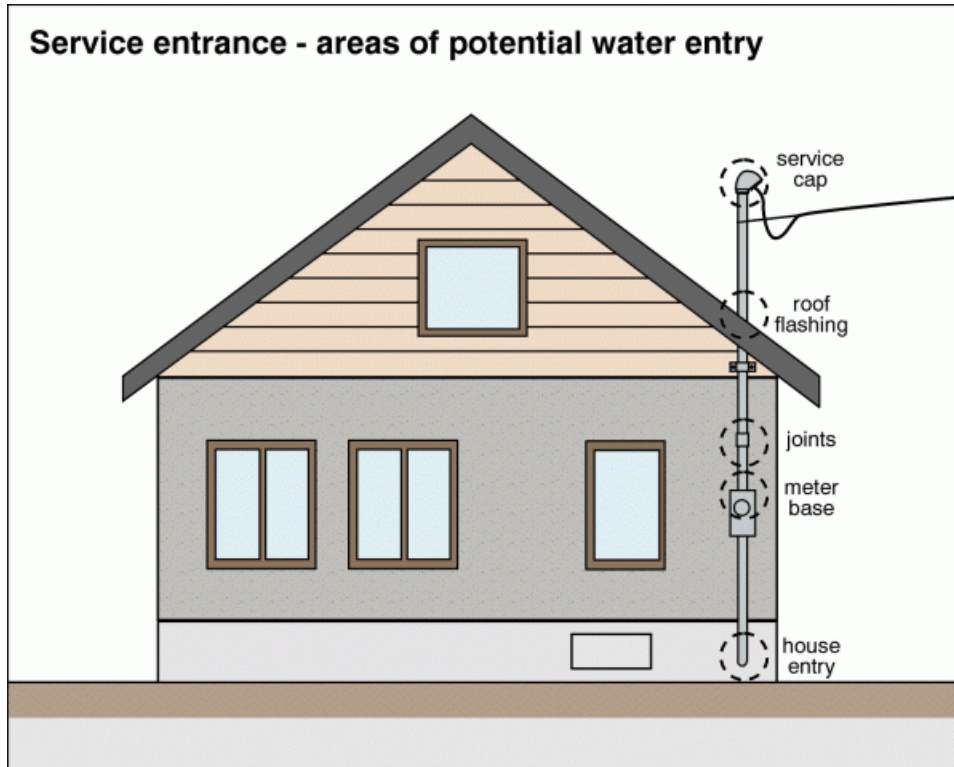 Service entrance - areas of potential water entry
service
cap
roof
flashing
joints
meter
base
house
entry